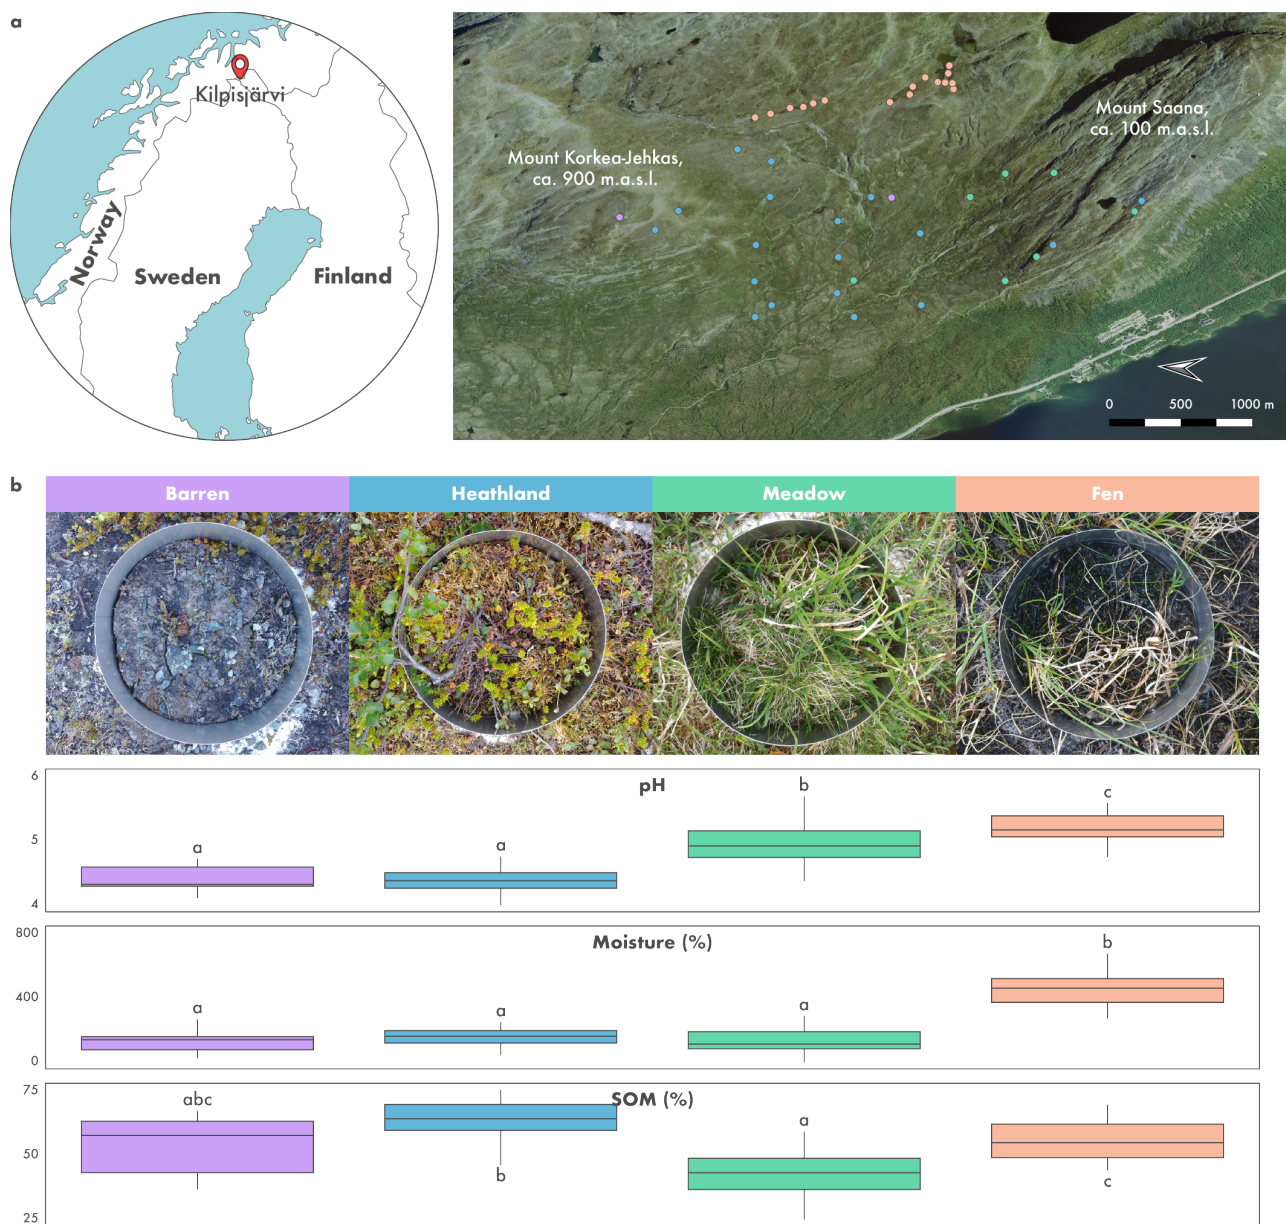 a
Kilpisjärvi
Norway
Sweden
Finland
Mount Korkea-Jehkas,
ca. 900 m.a.s.l.
Mount Saana,
ca. 100 m.a.s.l.
0 500 1000 m
b
Barren Heathland Meadow Fen
pH
6
5
4
a a b c
Moisture (%)
800
400
0
a a a b
SOM (%)
75
50
25
abc b a c